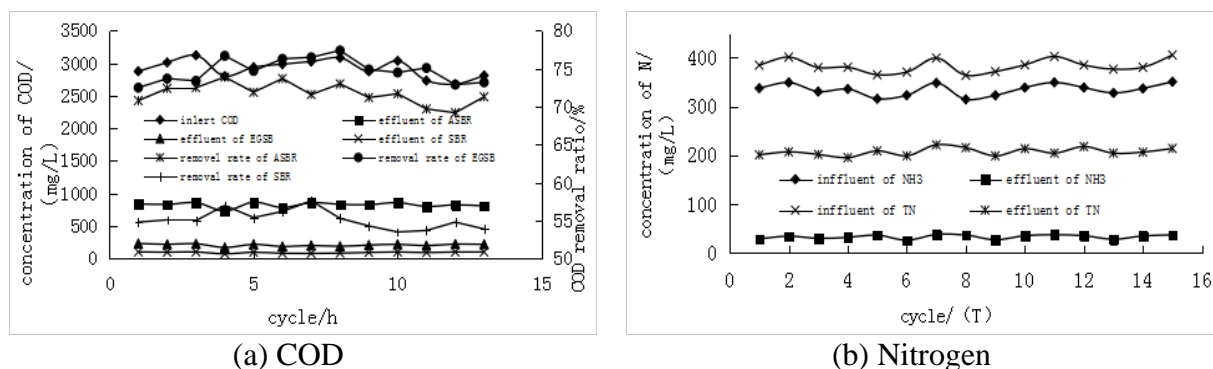 concentration of COD/
(mg/L)
3500
3000
2500
2000
1500
1000
500
0
inlert COD
effluent of ASBR
effluent of EGSB
effluent of SBR
removal rate of ASBR
removal rate of EGSB
removal rate of SBR
80
75
70
65
60
55
50
COD removal ratio/%
0 5 10 15
cycle/h
(a) COD
concentration of N/
(mg/L)
400
300
200
100
0
inffluent of NH3
effluent of NH3
inffluent of TN
effluent of TN
0 2 4 6 8 10 12 14 16
cycle/ (T)
(b) Nitrogen